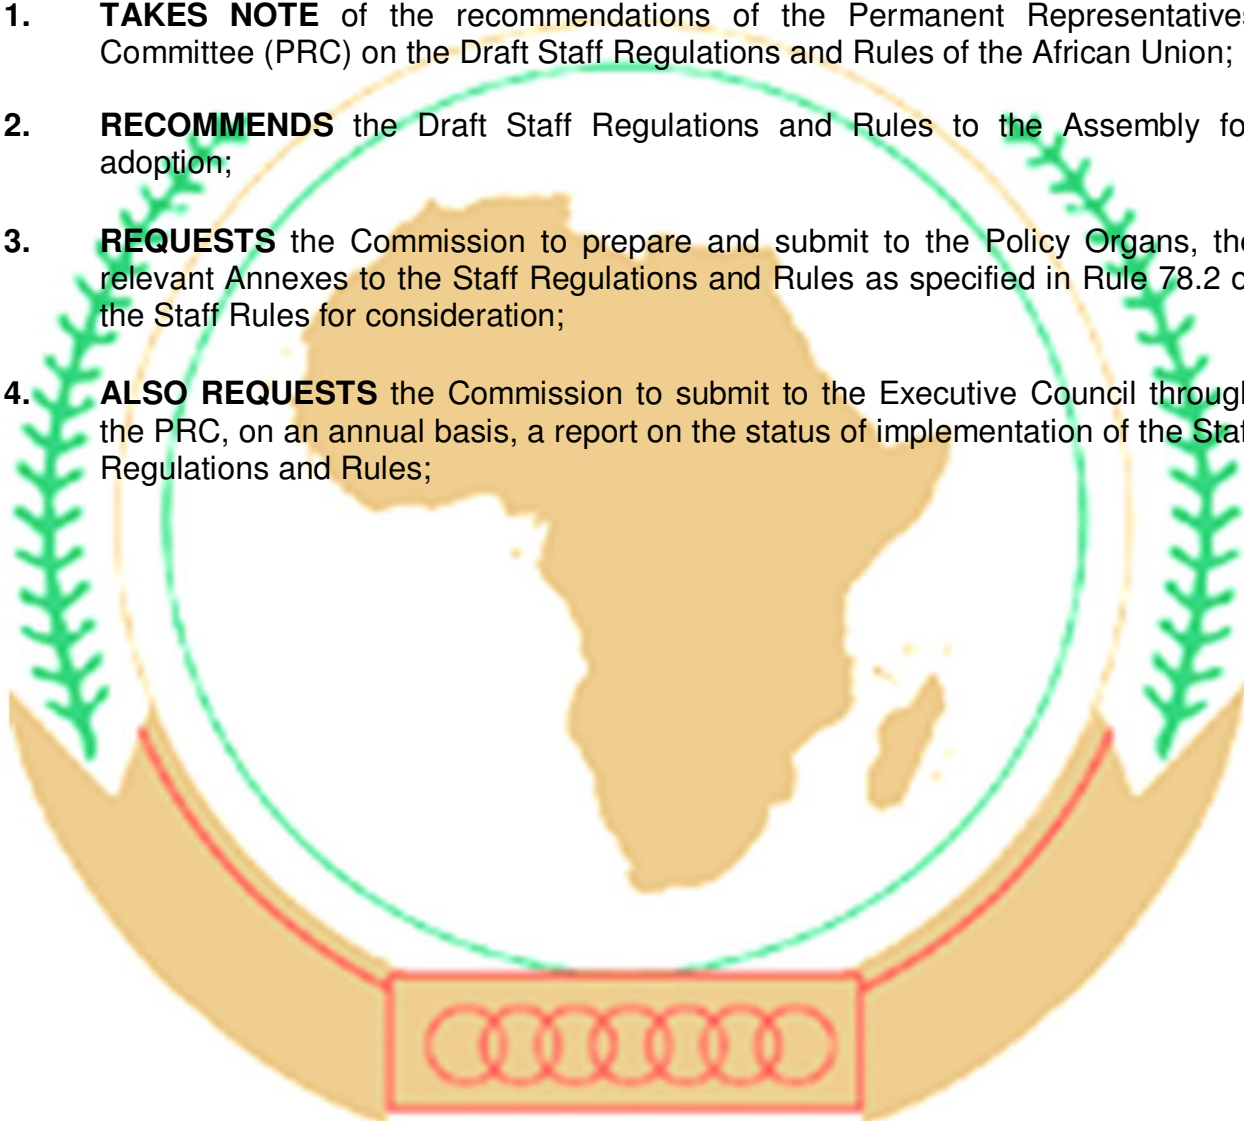 1. TAKES NOTE of the recommendations of the Permanent Representatives
Committee (PRC) on the Draft Staff Regulations and Rules of the African Union;
2. RECOMMENDS the Draft Staff Regulations and Rules to the Assembly fo
adoption;
3. REQUESTS the Commission to prepare and submit to the Policy Organs, the
relevant Annexes to the Staff Regulations and Rules as specified in Rule 78.2 o
the Staff Rules for consideration;
4. ALSO REQUESTS the Commission to submit to the Executive Council through
the PRC, on an annual basis, a report on the status of implementation of the Staf
Regulations and Rules;